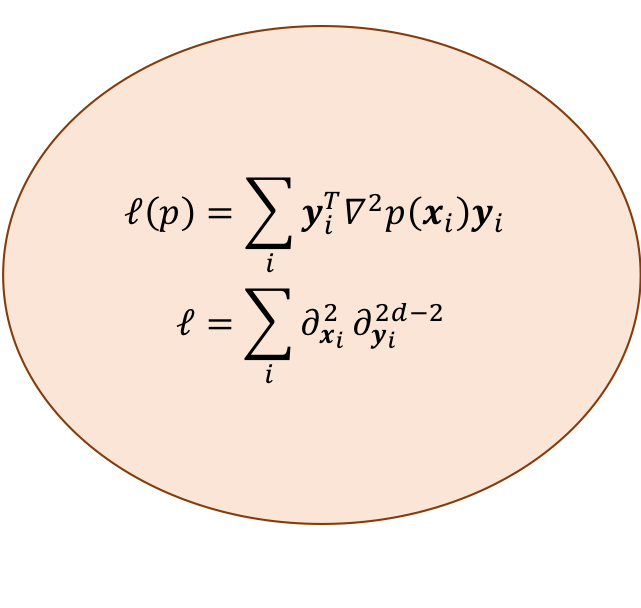 ℓ(p) = ∑_i 𝒚_i^T ∇²p(𝒙_i)𝒚_i
ℓ = ∑_i ∂²_{𝒙_i} ∂^{2d−2}_{𝒚_i}